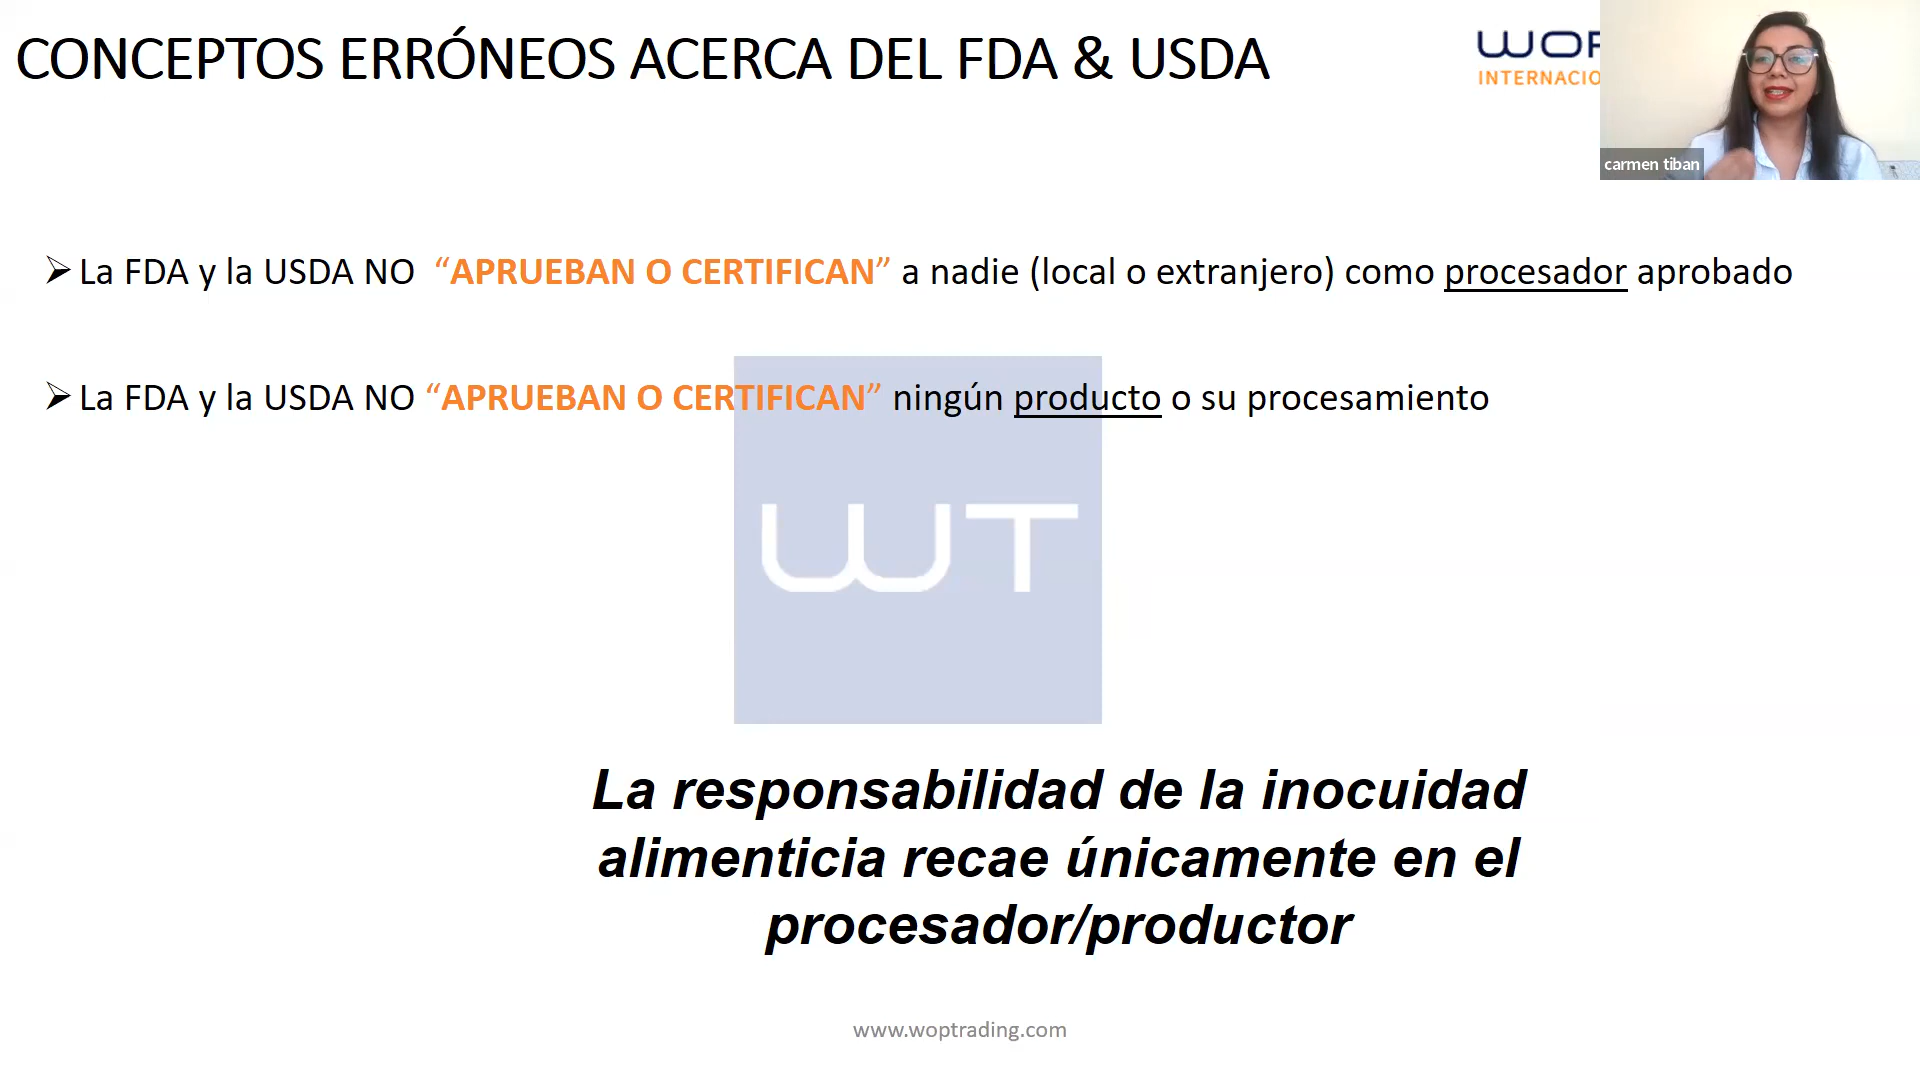 CONCEPTOS ERRÓNEOS ACERCA DEL FDA & USDA
WOP
INTERNACIO
carmen tiban
➢ La FDA y la USDA NO “APRUEBAN O CERTIFICAN” a nadie (local o extranjero) como procesador aprobado
➢ La FDA y la USDA NO “APRUEBAN O CERTIFICAN” ningún producto o su procesamiento
WT
La responsabilidad de la inocuidad
alimenticia recae únicamente en el
procesador/productor
www.woptrading.com